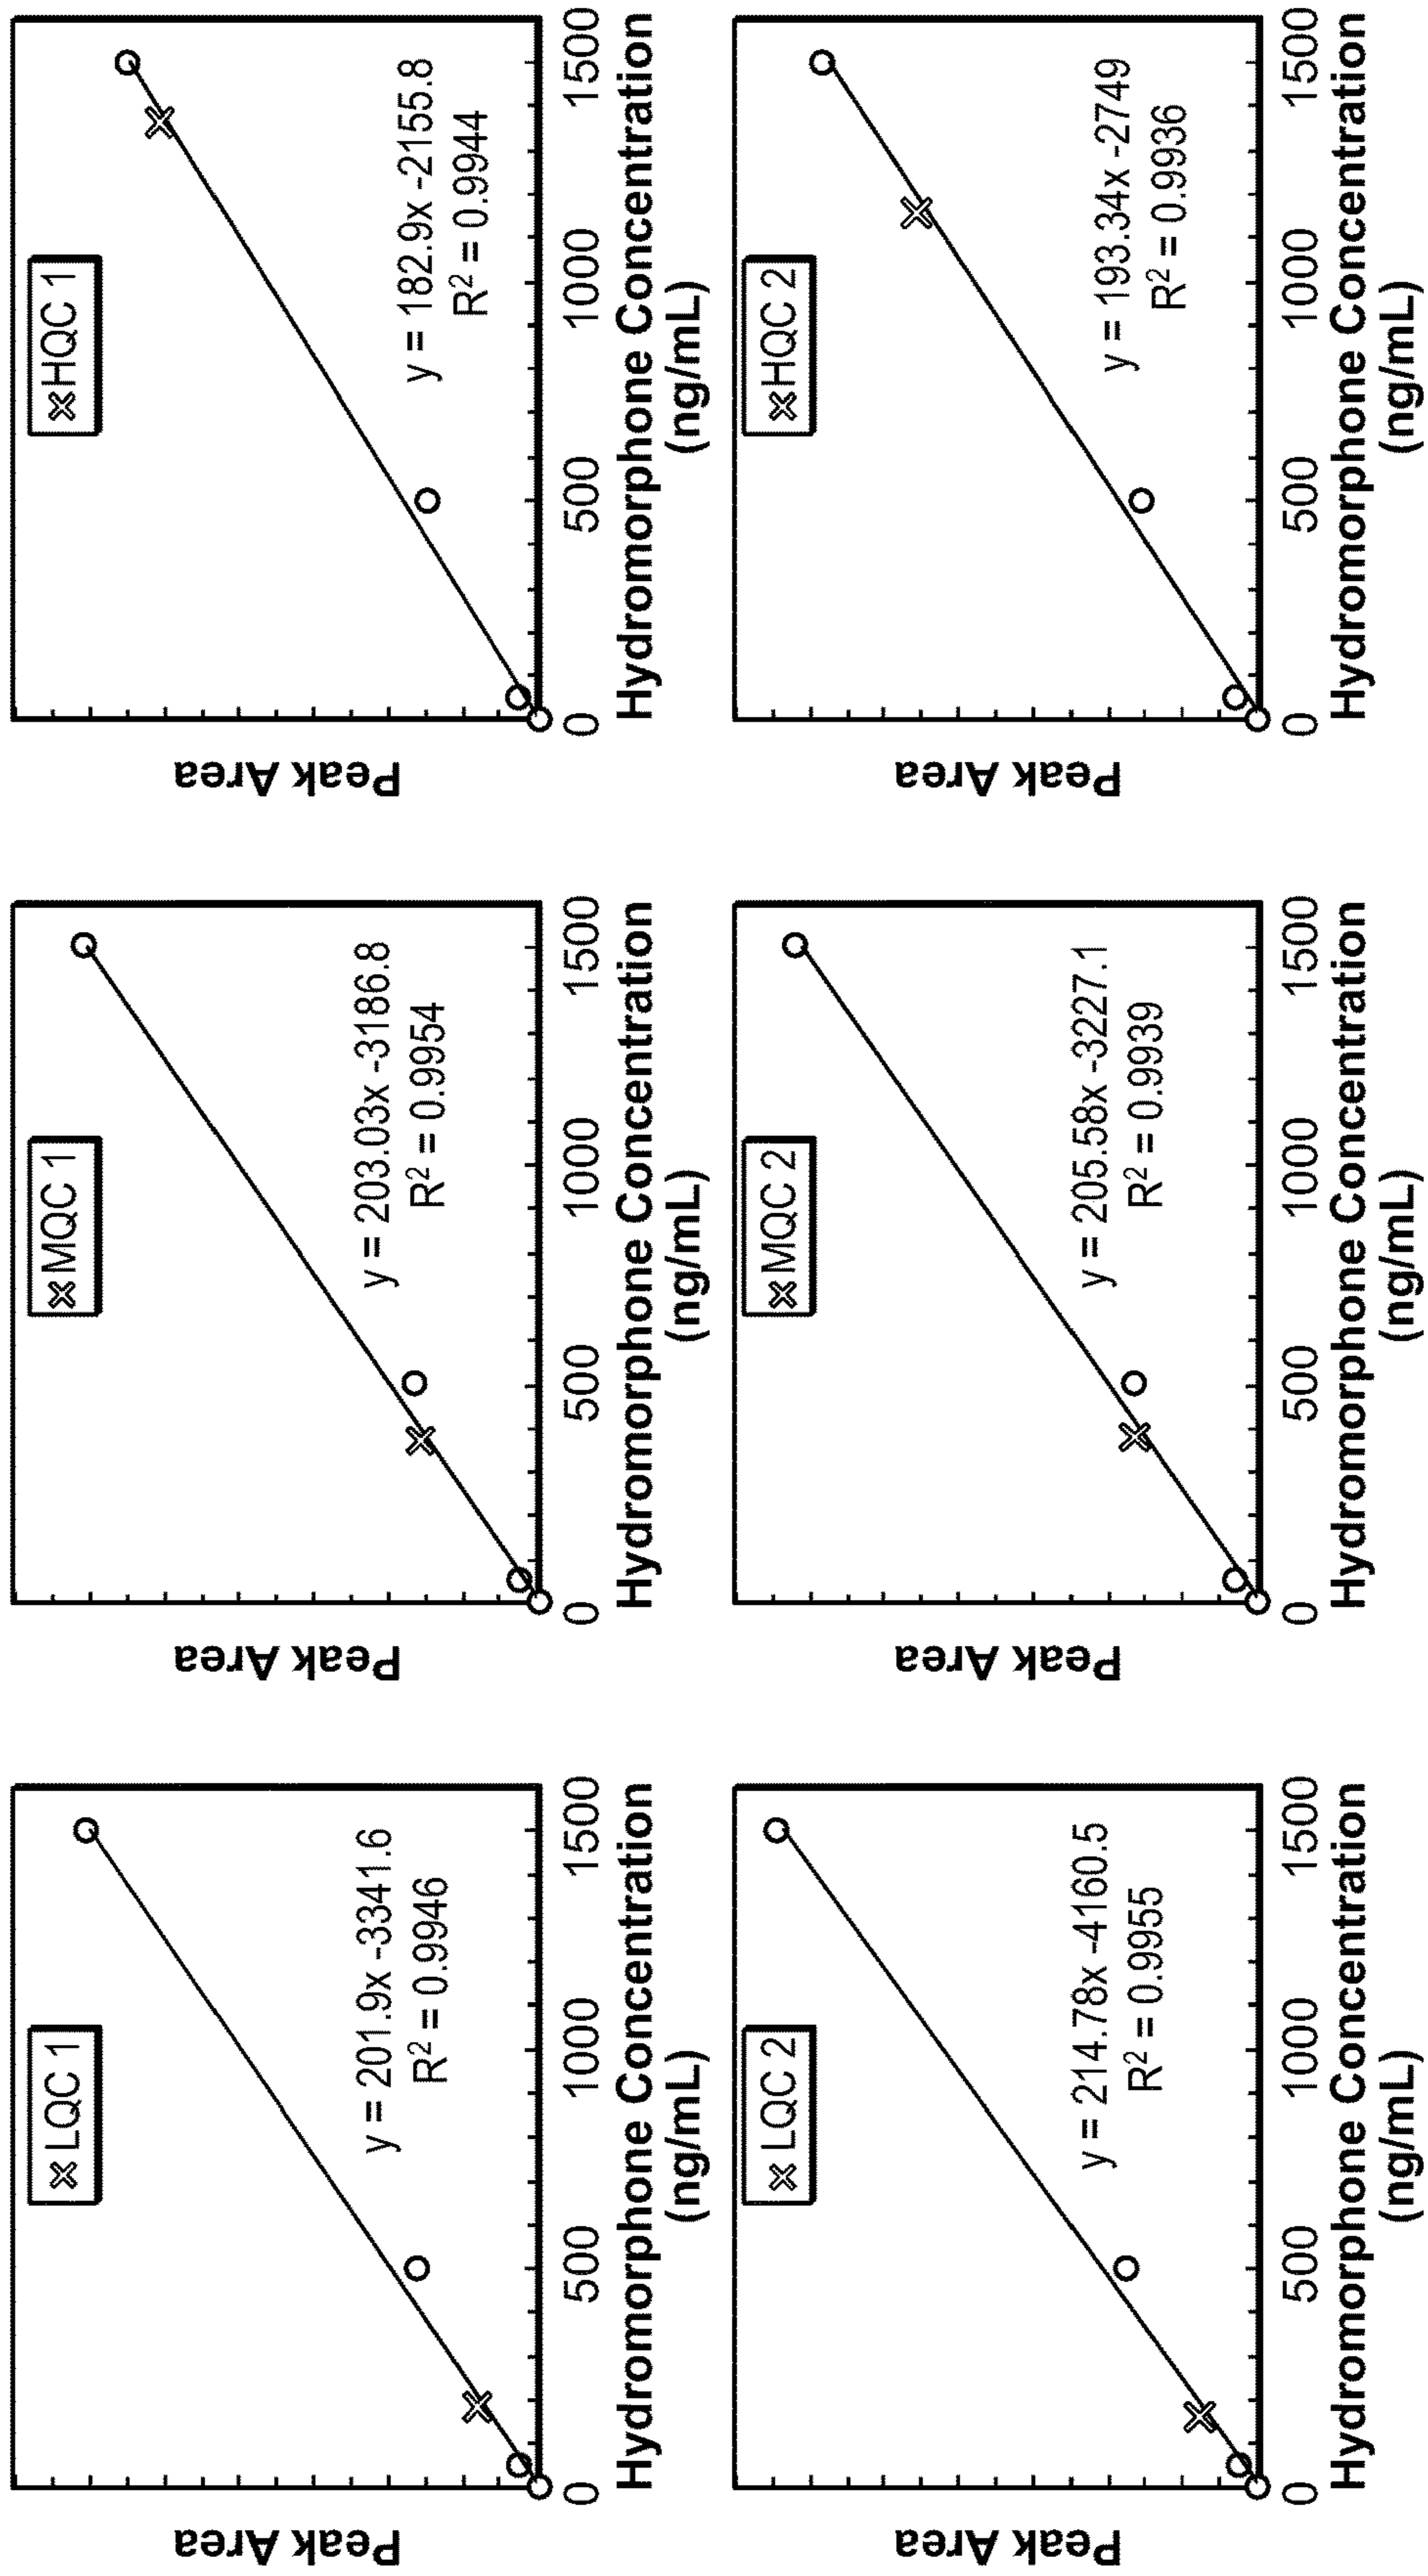 LQC 1
y = 201.9x -3341.6
R² = 0.9946
Peak Area
0 500 1000 1500
Hydromorphone Concentration
(ng/mL)
MQC 1
y = 203.03x -3186.8
R² = 0.9954
Peak Area
0 500 1000 1500
Hydromorphone Concentration
(ng/mL)
HQC 1
y = 182.9x -2155.8
R² = 0.9944
Peak Area
0 500 1000 1500
Hydromorphone Concentration
(ng/mL)
LQC 2
y = 214.78x -4160.5
R² = 0.9955
Peak Area
0 500 1000 1500
Hydromorphone Concentration
(ng/mL)
MQC 2
y = 205.58x -3227.1
R² = 0.9939
Peak Area
0 500 1000 1500
Hydromorphone Concentration
(ng/mL)
HQC 2
y = 193.34x -2749
R² = 0.9936
Peak Area
0 500 1000 1500
Hydromorphone Concentration
(ng/mL)